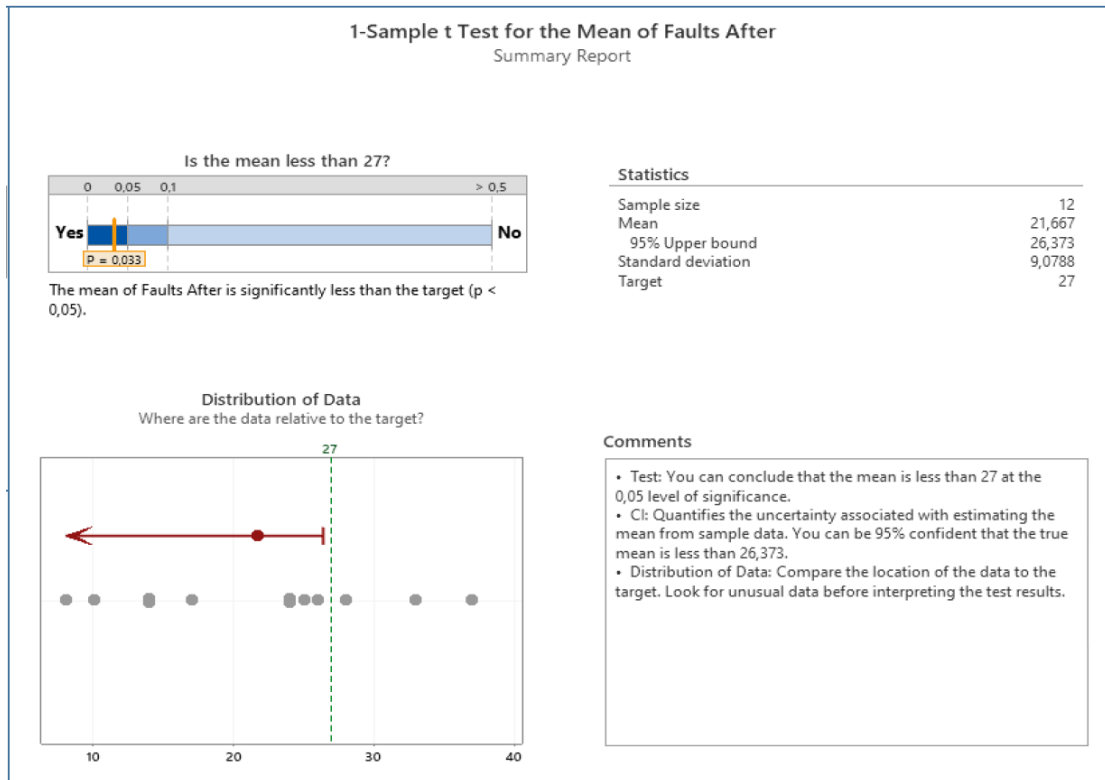 1-Sample t Test for the Mean of Faults After
Summary Report
Is the mean less than 27?
0 0,05 0,1 > 0,5
Yes No
P = 0,033
The mean of Faults After is significantly less than the target (p <
0,05).
Statistics
Sample size 12
Mean 21,667
95% Upper bound 26,373
Standard deviation 9,0788
Target 27
Distribution of Data
Where are the data relative to the target?
27
10 20 30 40
Comments
• Test: You can conclude that the mean is less than 27 at the
0,05 level of significance.
• CI: Quantifies the uncertainty associated with estimating the
mean from sample data. You can be 95% confident that the true
mean is less than 26,373.
• Distribution of Data: Compare the location of the data to the
target. Look for unusual data before interpreting the test results.